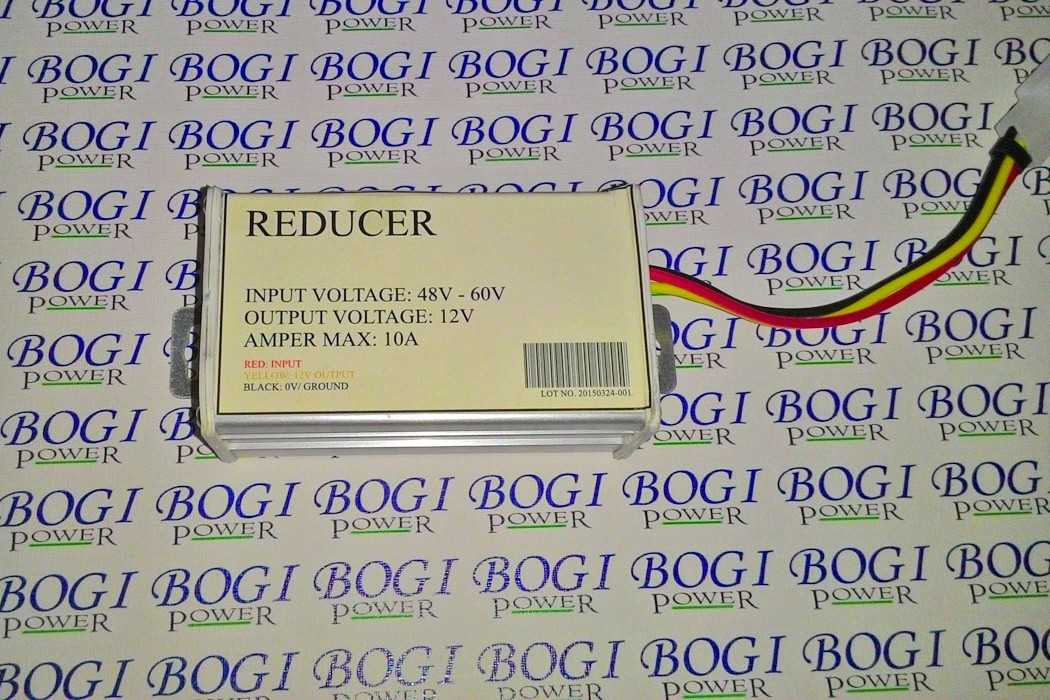 REDUCER
INPUT VOLTAGE: 48V - 60V
OUTPUT VOLTAGE: 12V
AMPER MAX: 10A
RED: INPUT
YELLOW: 12V OUTPUT
BLACK: 0V/ GROUND
LOT NO. 20150324-001
BOGI
POWER